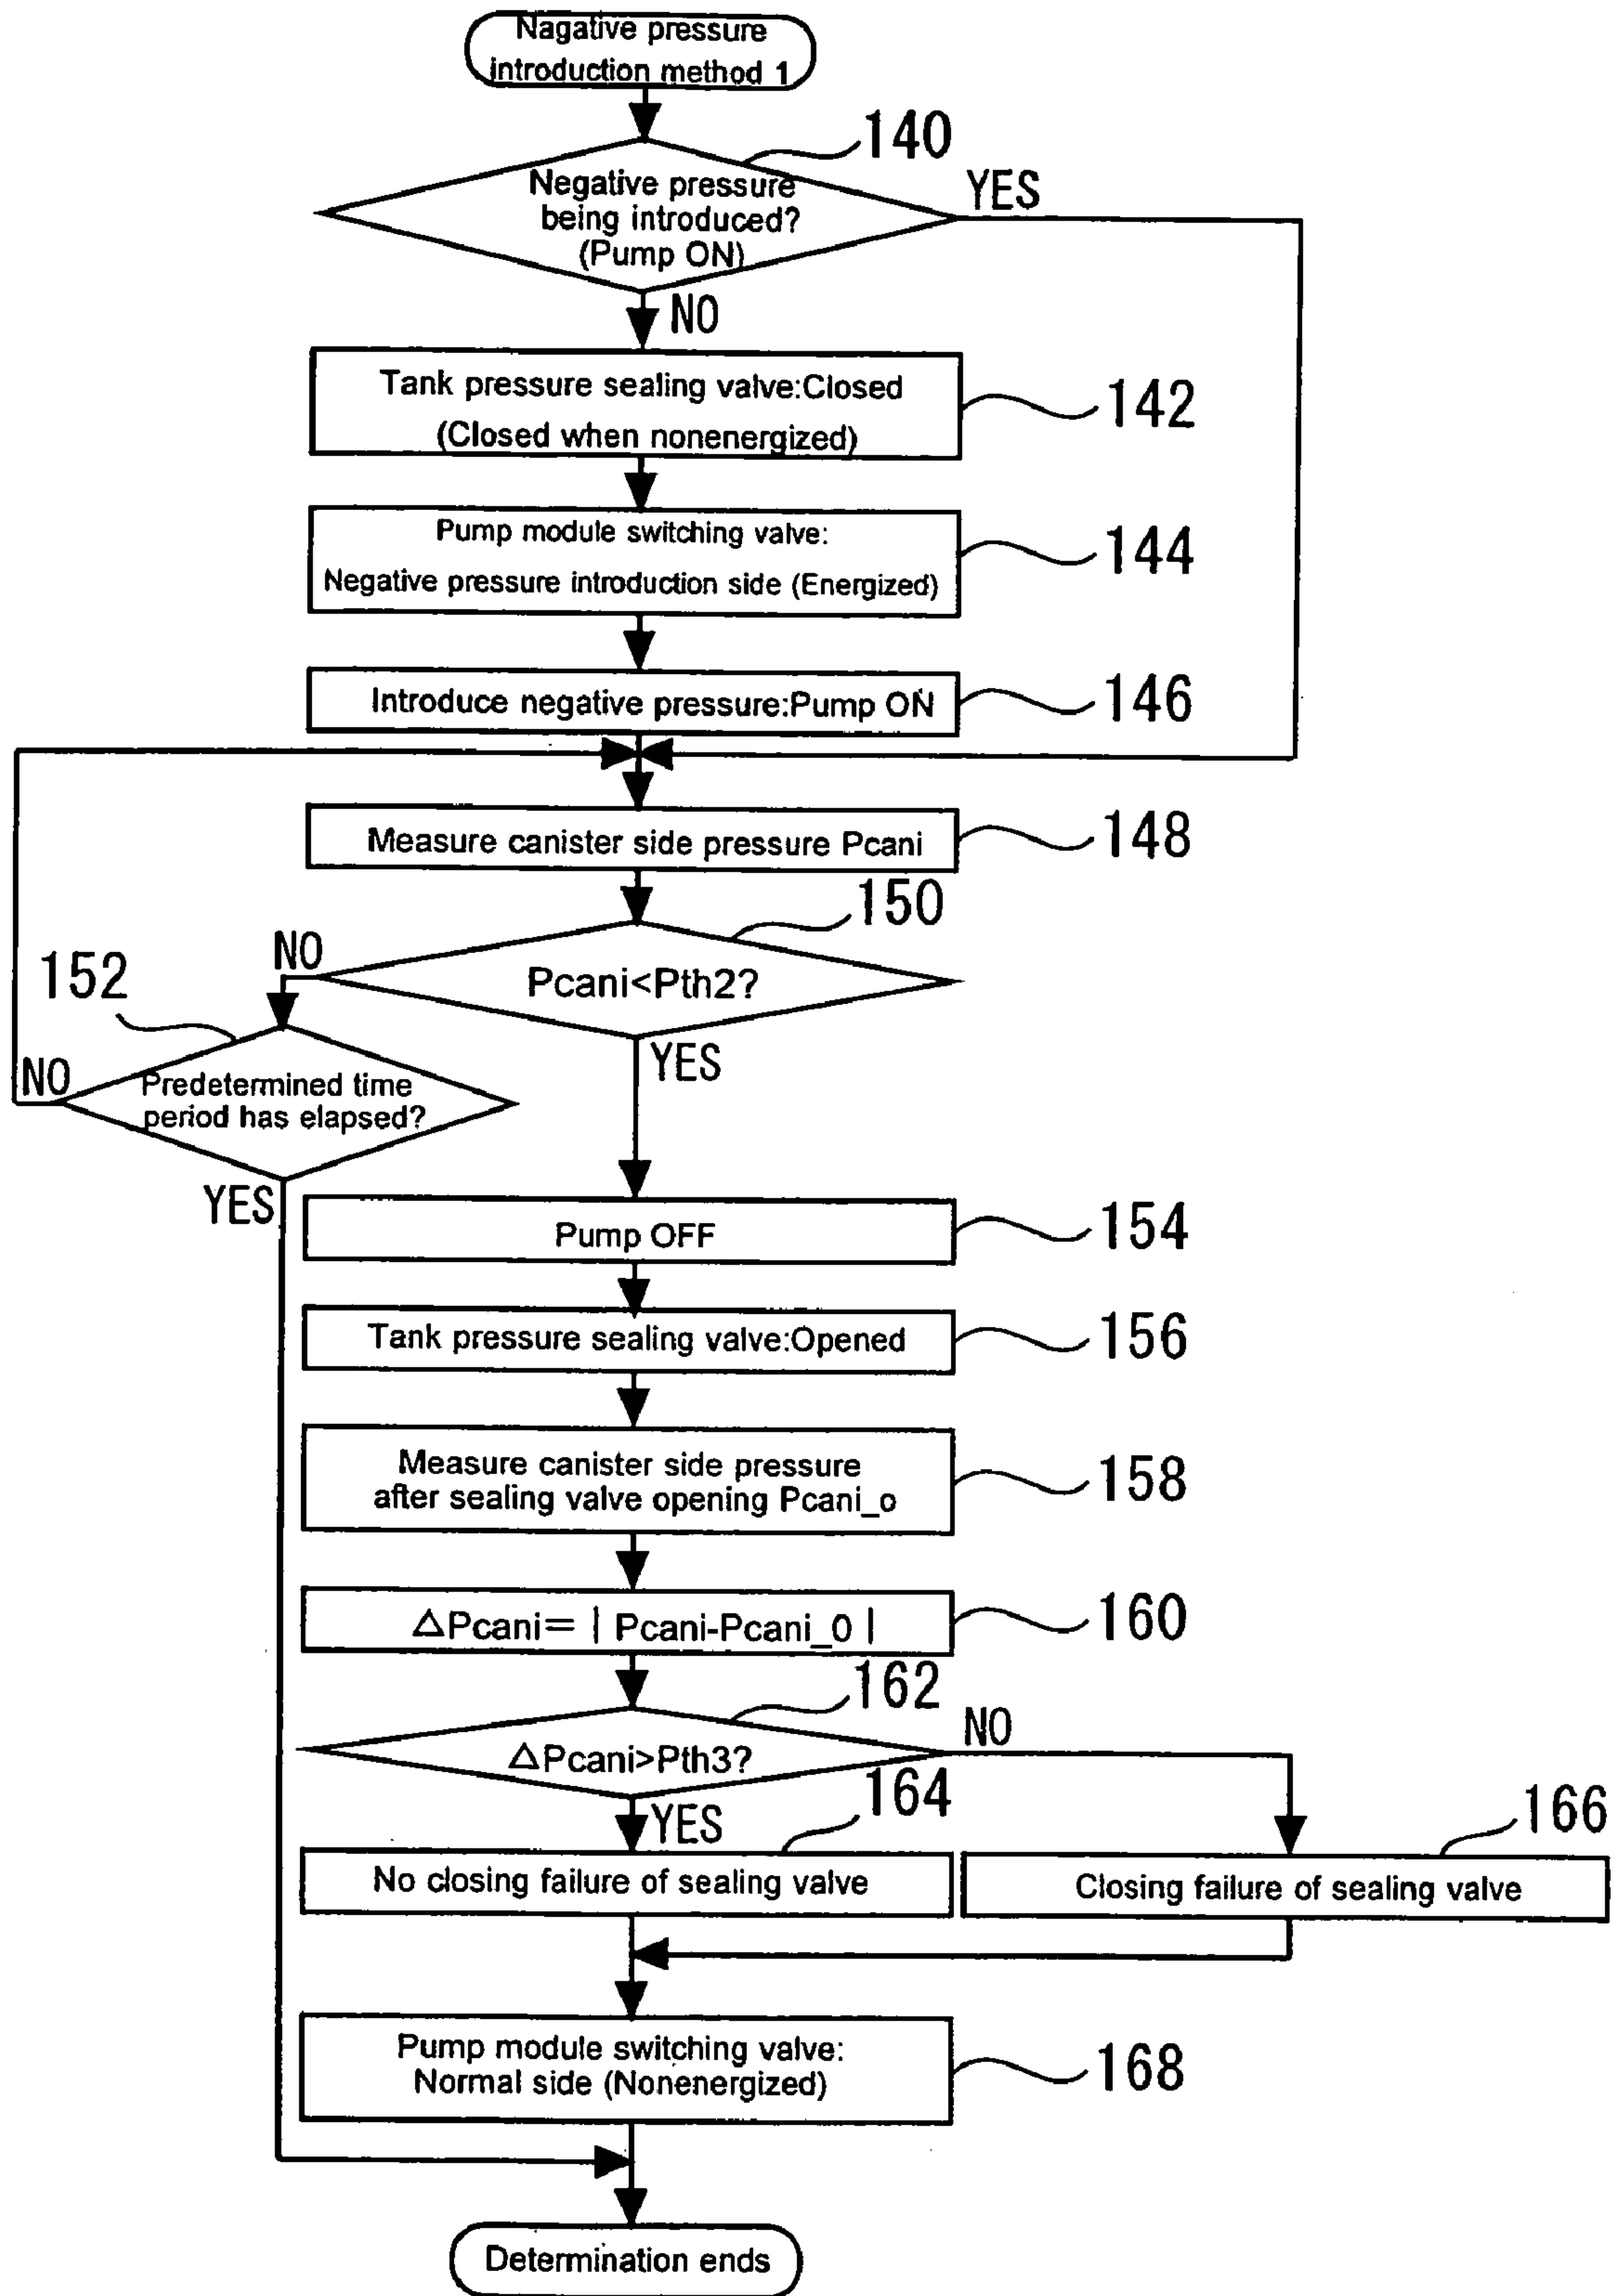 Nagative pressure
introduction method 1
140
Negative pressure
being introduced?
(Pump ON)
YES
NO
Tank pressure sealing valve:Closed
(Closed when nonenergized)
142
Pump module switching valve:
Negative pressure introduction side (Energized)
144
Introduce negative pressure:Pump ON
146
Measure canister side pressure Pcani
148
150
NO
Pcani<Pth2?
152
YES
NO
Predetermined time
period has elapsed?
YES
Pump OFF
154
Tank pressure sealing valve:Opened
156
Measure canister side pressure
after sealing valve opening Pcani_o
158
△Pcani=| Pcani-Pcani_0 |
160
162
NO
△Pcani>Pth3?
YES
164
166
No closing failure of sealing valve
Closing failure of sealing valve
Pump module switching valve:
Normal side (Nonenergized)
168
Determination ends